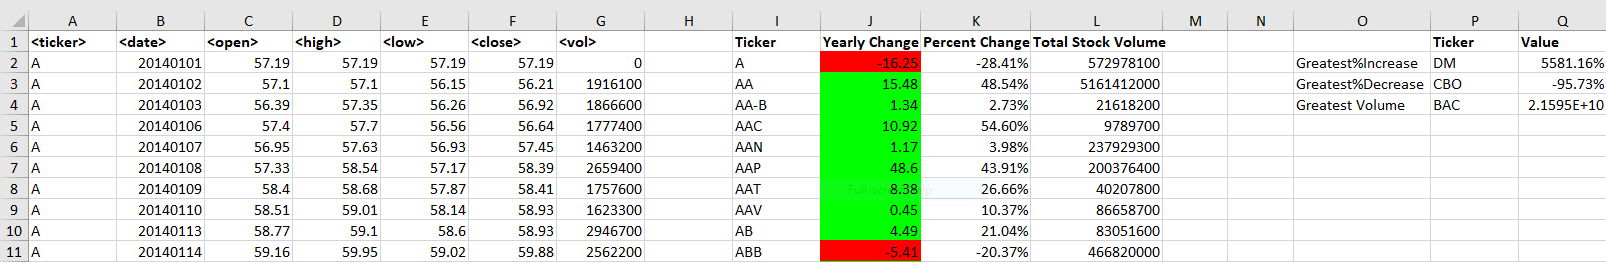 A B C D E F G H I J K L M N O P Q
1 <ticker> <date> <open> <high> <low> <close> <vol> Ticker Yearly Change Percent Change Total Stock Volume Ticker Value
2 A 20140101 57.19 57.19 57.19 57.19 0 A -16.25 -28.41% 572978100 Greatest%Increase DM 5581.16%
3 A 20140102 57.1 57.1 56.15 56.21 1916100 AA 15.48 48.54% 5161412000 Greatest%Decrease CBO -95.73%
4 A 20140103 56.39 57.35 56.26 56.92 1866600 AA-B 1.34 2.73% 21618200 Greatest Volume BAC 2.1595E+10
5 A 20140106 57.4 57.7 56.56 56.64 1777400 AAC 10.92 54.60% 9789700
6 A 20140107 56.95 57.63 56.93 57.45 1463200 AAN 1.17 3.98% 237929300
7 A 20140108 57.33 58.54 57.17 58.39 2659400 AAP 48.6 43.91% 200376400
8 A 20140109 58.4 58.68 57.87 58.41 1757600 AAT 8.38 26.66% 40207800
9 A 20140110 58.51 59.01 58.14 58.93 1623300 AAV 0.45 10.37% 86658700
10 A 20140113 58.77 59.1 58.6 58.93 2946700 AB 4.49 21.04% 83051600
11 A 20140114 59.16 59.95 59.02 59.88 2562200 ABB -5.41 -20.37% 466820000